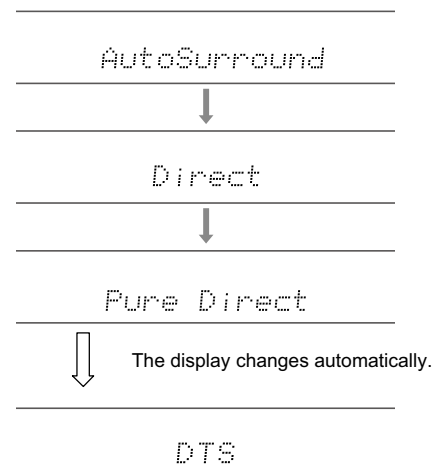 AutoSurround
Direct
Pure Direct
The display changes automatically.
DTS